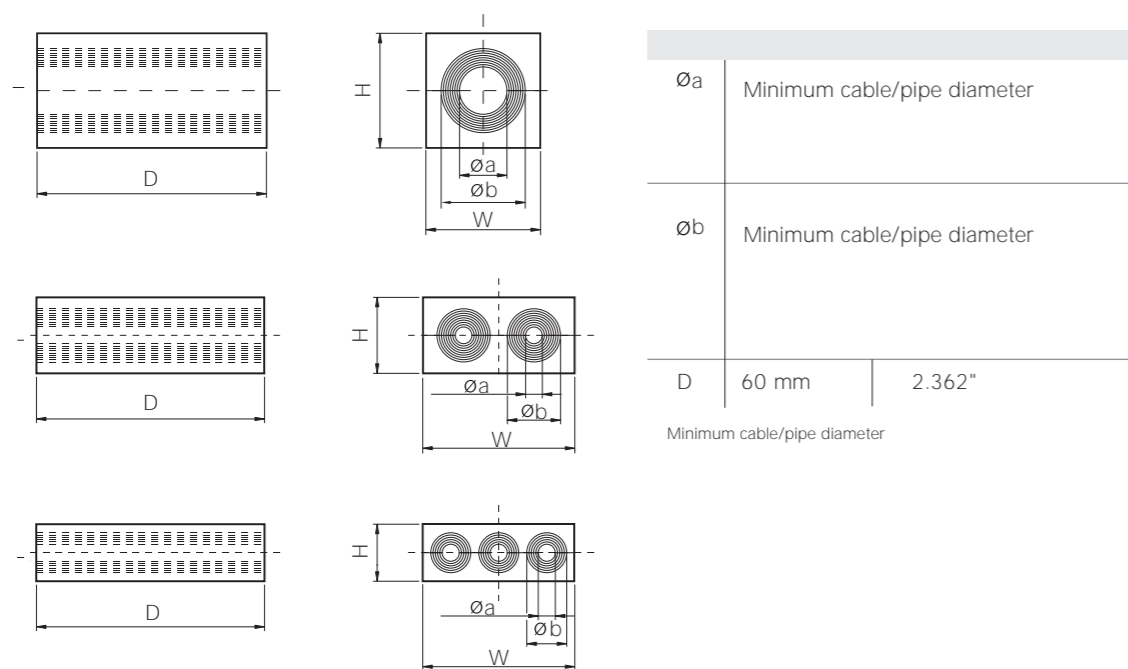 H
D
Øa
Øb
W
H
D
Øa
Øb
W
H
D
Øa
Øb
W
Øa Minimum cable/pipe diameter
Øb Minimum cable/pipe diameter
D 60 mm 2.362"
Minimum cable/pipe diameter